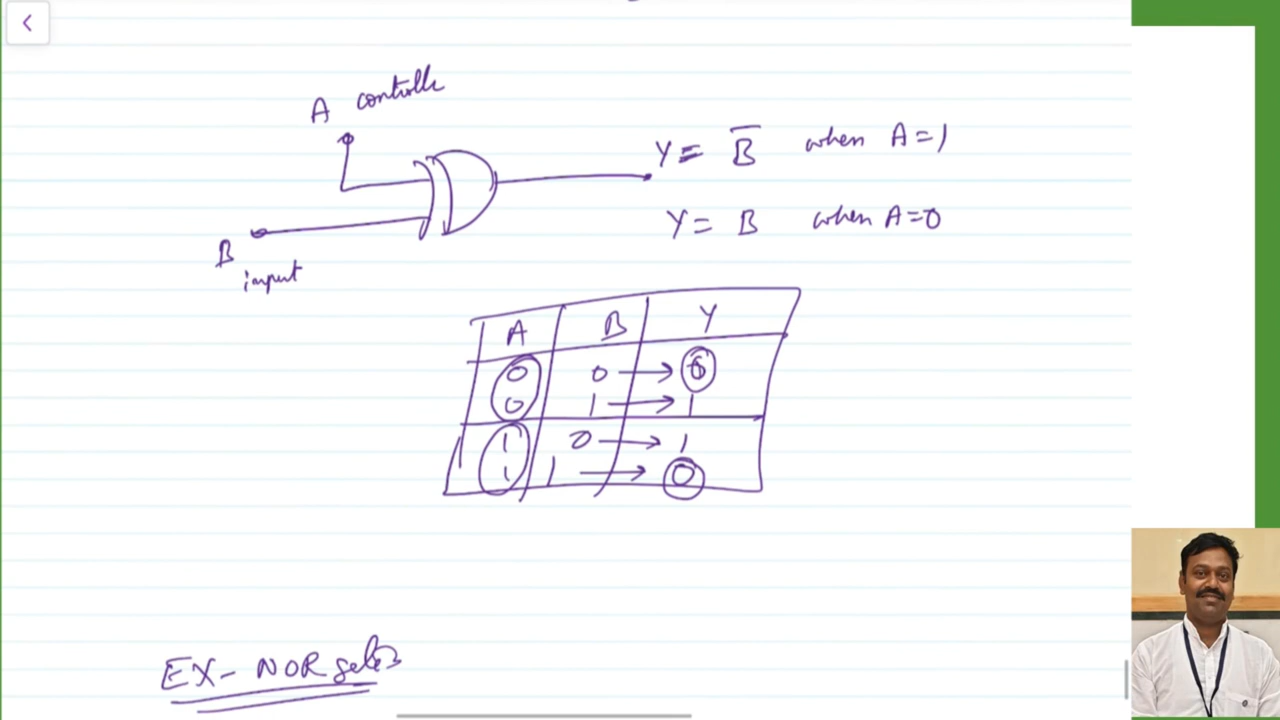 A controlle
Y = B̅ when A=1
Y = B when A=0
B
input
A B Y
0 0 → 0
0 1 → 1
1 0 → 1
1 1 → 0
EX-NOR